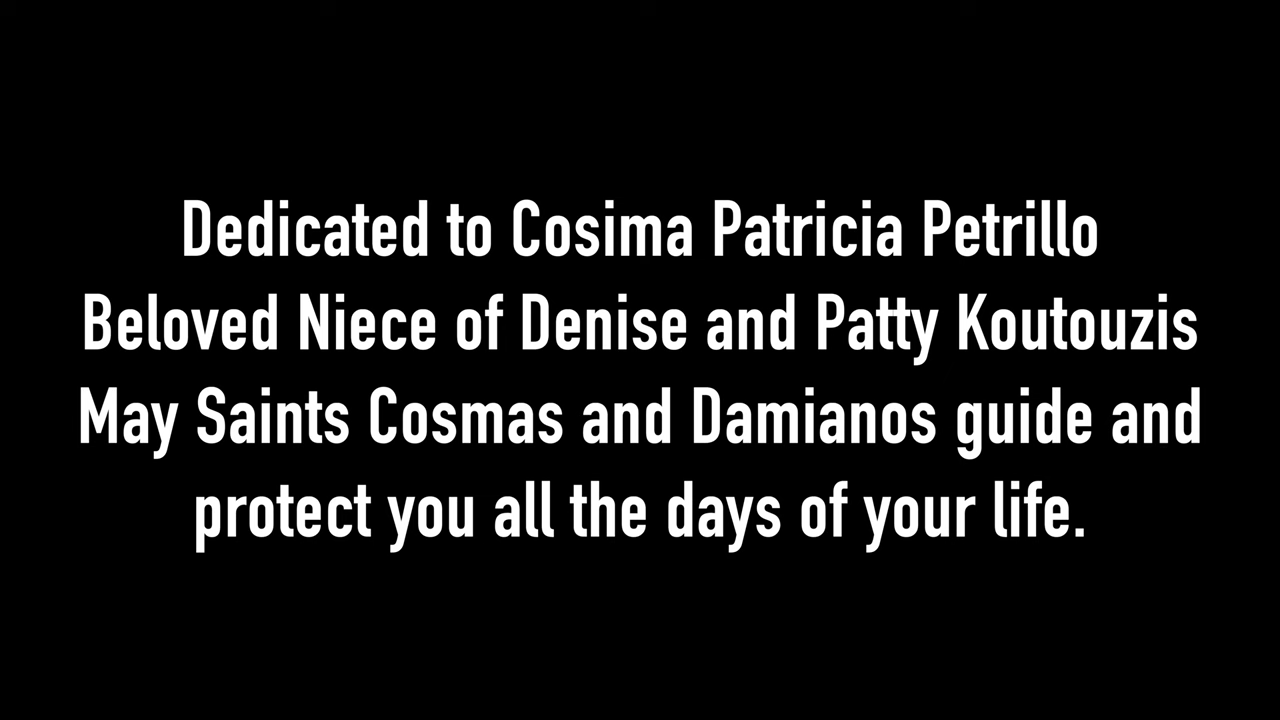 Dedicated to Cosima Patricia Petrillo
Beloved Niece of Denise and Patty Koutouzis
May Saints Cosmas and Damianos guide and
protect you all the days of your life.